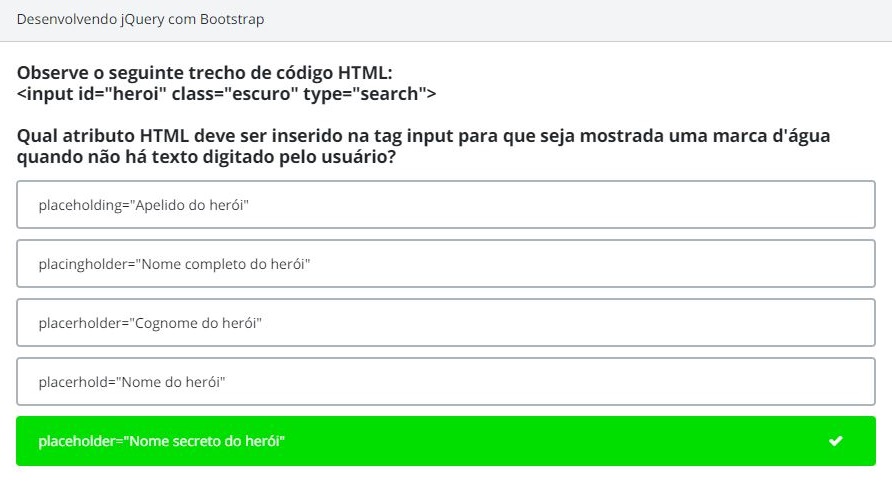 Desenvolvendo jQuery com Bootstrap
Observe o seguinte trecho de código HTML:
<input id="heroi" class="escuro" type="search">
Qual atributo HTML deve ser inserido na tag input para que seja mostrada uma marca d'água
quando não há texto digitado pelo usuário?
placeholding="Apelido do herói"
placingholder="Nome completo do herói"
placerholder="Cognome do herói"
placerhold="Nome do herói"
placeholder="Nome secreto do herói"